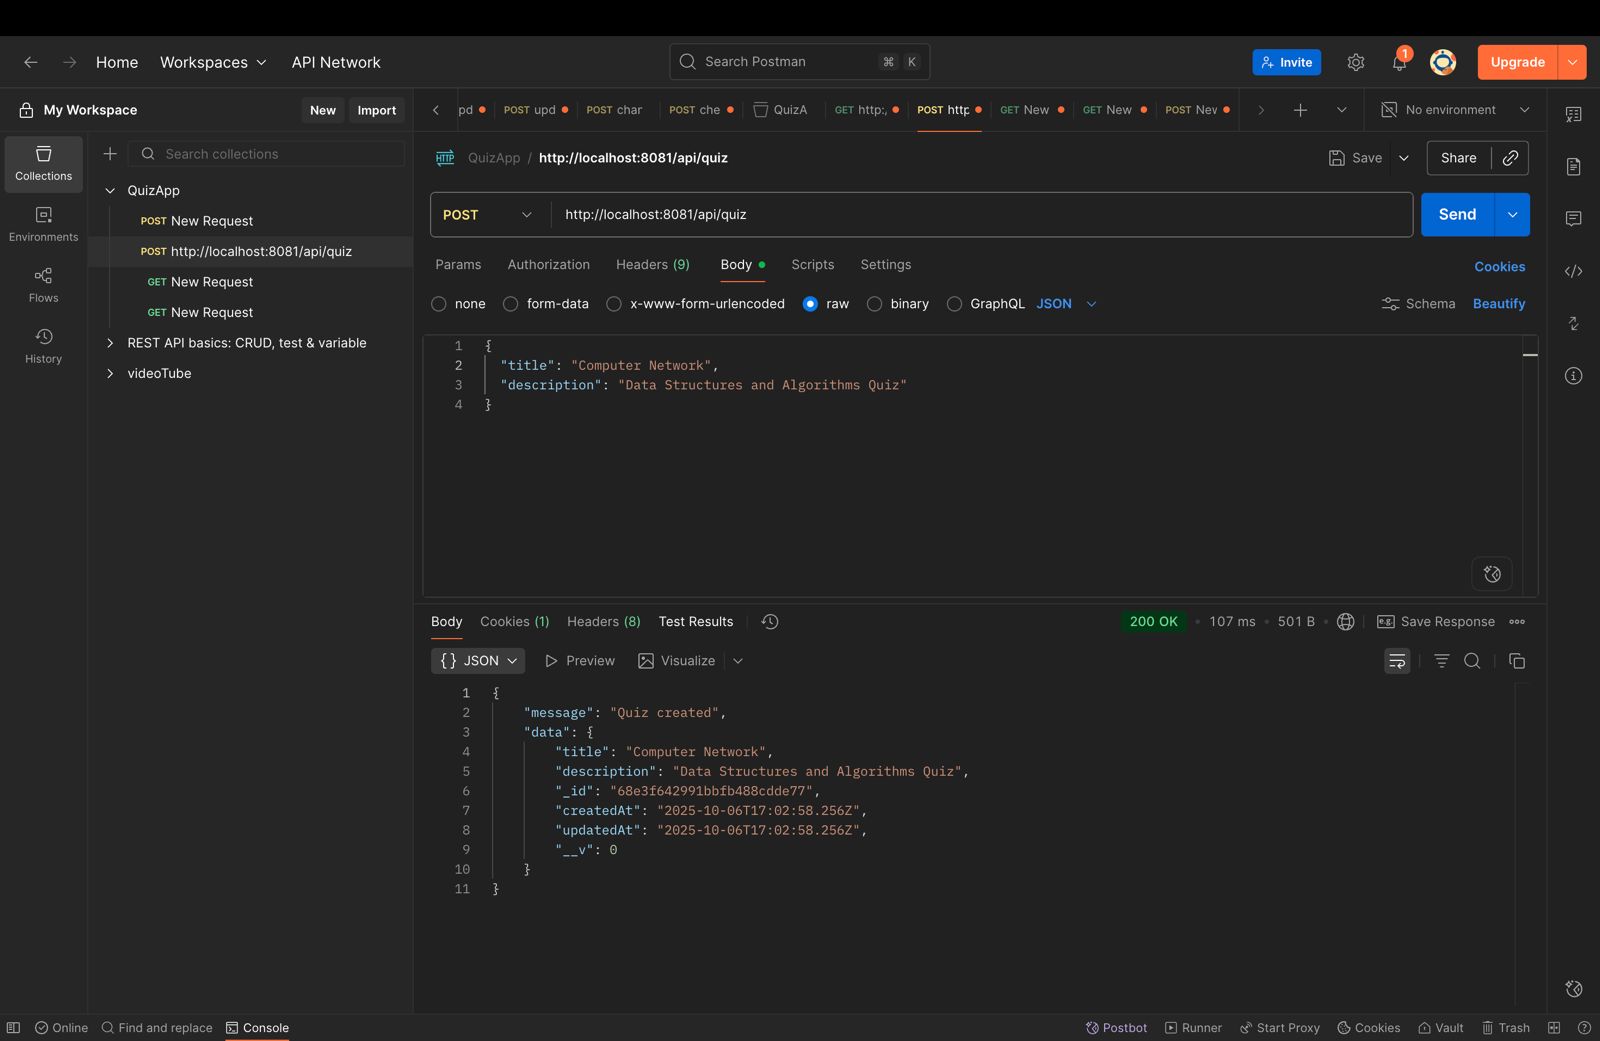 Home Workspaces API Network Search Postman ⌘ K Invite 1 Upgrade
My Workspace New Import pd POST upd POST char POST che QuizA GET http:, POST http GET New GET New POST Nev No environment
Collections
Environments
Flows
History
Search collections
QuizApp
POST New Request
POST http://localhost:8081/api/quiz
GET New Request
GET New Request
REST API basics: CRUD, test & variable
videoTube
HTTP QuizApp / http://localhost:8081/api/quiz Save Share
POST http://localhost:8081/api/quiz Send
Params Authorization Headers (9) Body Scripts Settings Cookies
none form-data x-www-form-urlencoded raw binary GraphQL JSON Schema Beautify
1 {
2 "title": "Computer Network",
3 "description": "Data Structures and Algorithms Quiz"
4 }
Body Cookies (1) Headers (8) Test Results 200 OK • 107 ms • 501 B • e.g. Save Response
{} JSON Preview Visualize
1 {
2 "message": "Quiz created",
3 "data": {
4 "title": "Computer Network",
5 "description": "Data Structures and Algorithms Quiz",
6 "_id": "68e3f642991bbfb488cdde77",
7 "createdAt": "2025-10-06T17:02:58.256Z",
8 "updatedAt": "2025-10-06T17:02:58.256Z",
9 "__v": 0
10 }
11 }
Online Find and replace Console Postbot Runner Start Proxy Cookies Vault Trash